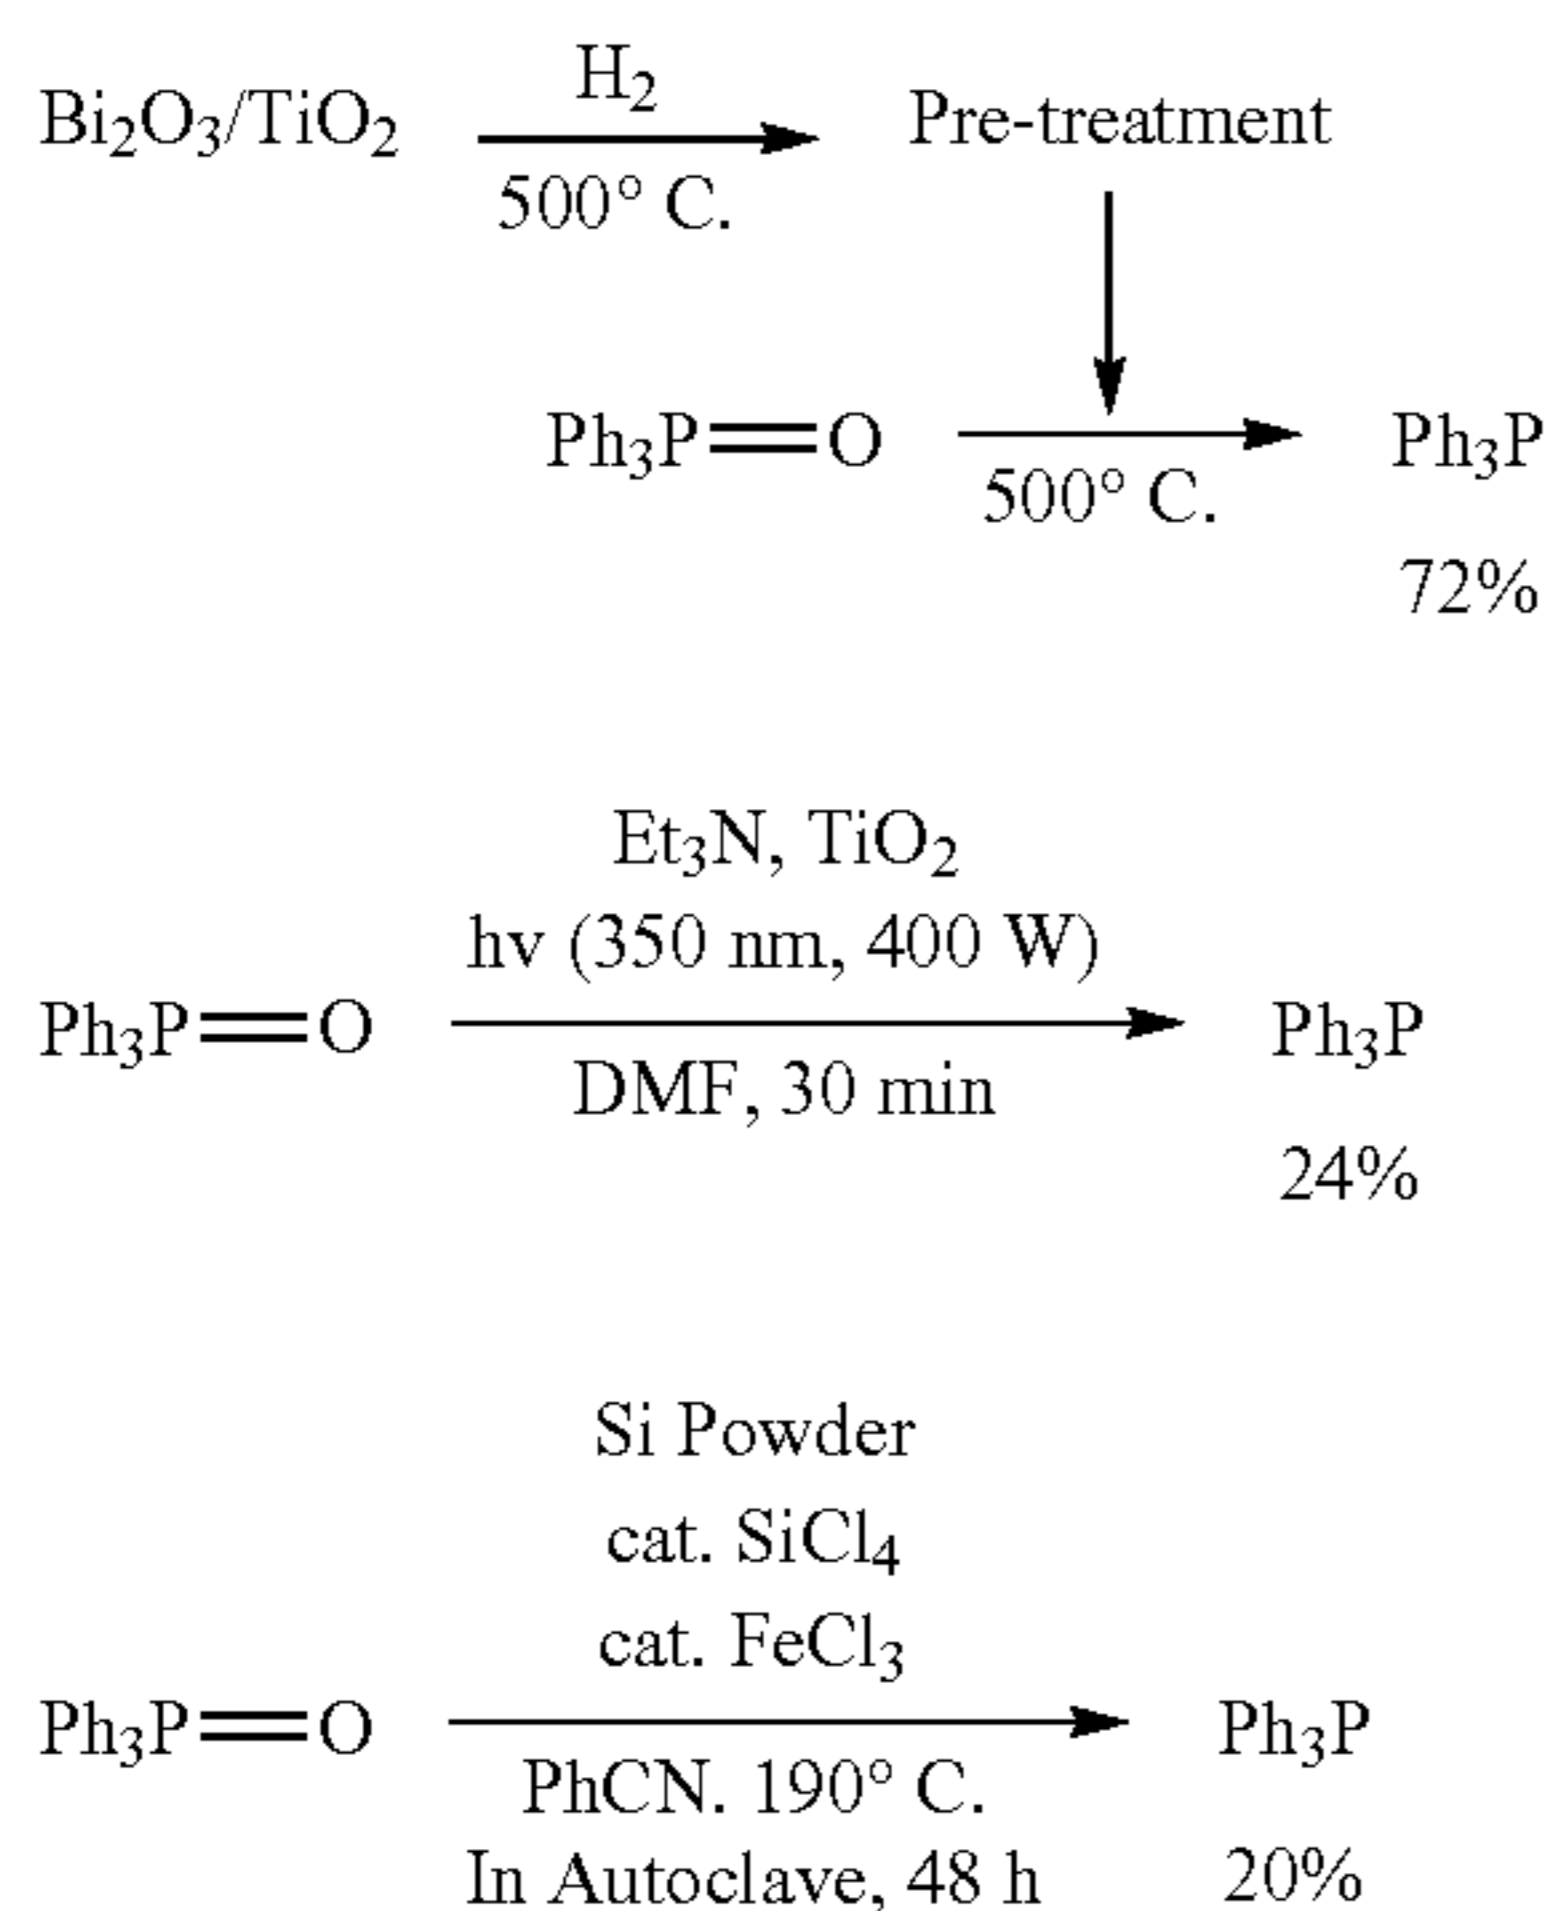 Bi₂O₃/TiO₂ H₂ Pre-treatment
500° C.
Ph₃P=O Ph₃P
500° C.
72%
Et₃N, TiO₂
hv (350 nm, 400 W)
Ph₃P=O Ph₃P
DMF, 30 min
24%
Si Powder
cat. SiCl₄
cat. FeCl₃
Ph₃P=O Ph₃P
PhCN. 190° C.
In Autoclave, 48 h 20%